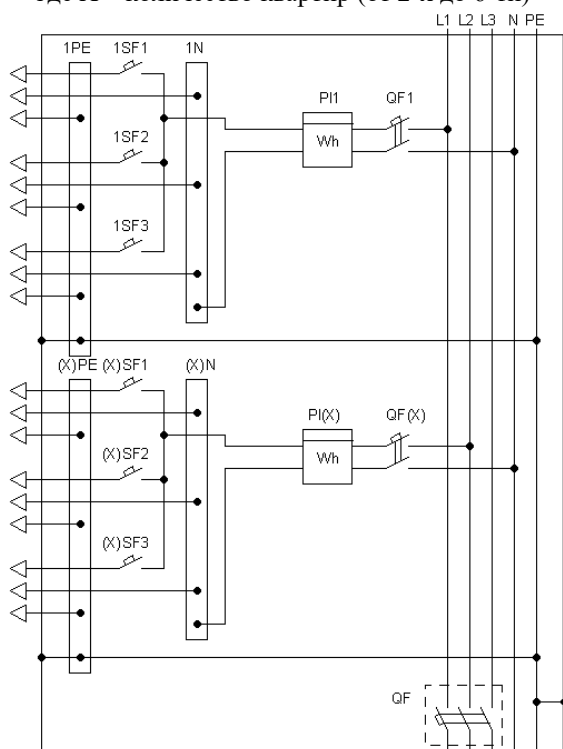 где X – количество квартир (от 2-х до 6-ти)
L1 L2 L3 N PE
1PE 1SF1 1N
PI1 QF1
Wh
1SF2
1SF3
(X)PE (X)SF1 (X)N
PI(X) QF(X)
Wh
(X)SF2
(X)SF3
QF